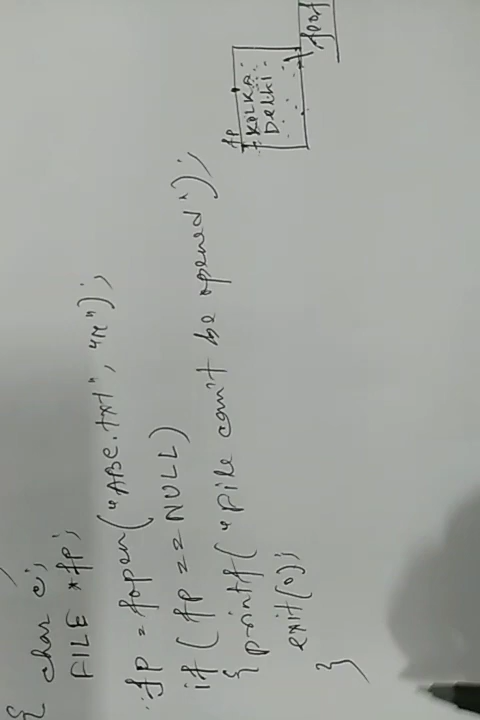 { char c;
FILE *fp;
fp = fopen("ABC.txt", "r");
if (fp == NULL)
{ printf("File can't be opened");
exit(0);
}
fp
KOLKA
Delhi